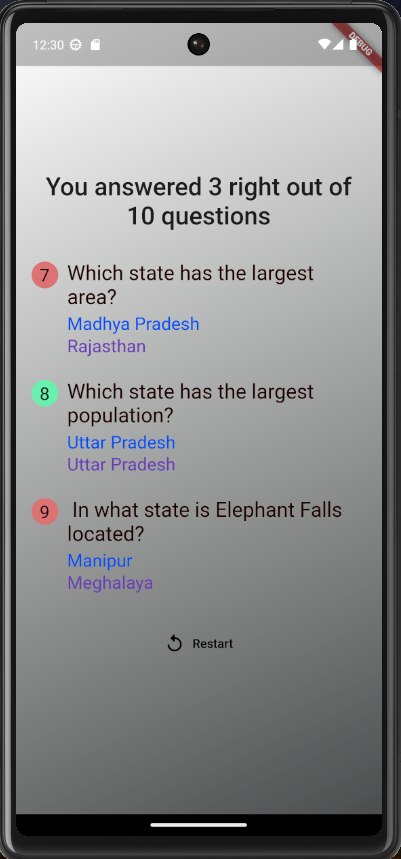 12:30
DEBUG
You answered 3 right out of
10 questions
7
Which state has the largest
area?
Madhya Pradesh
Rajasthan
8
Which state has the largest
population?
Uttar Pradesh
Uttar Pradesh
9
In what state is Elephant Falls
located?
Manipur
Meghalaya
Restart